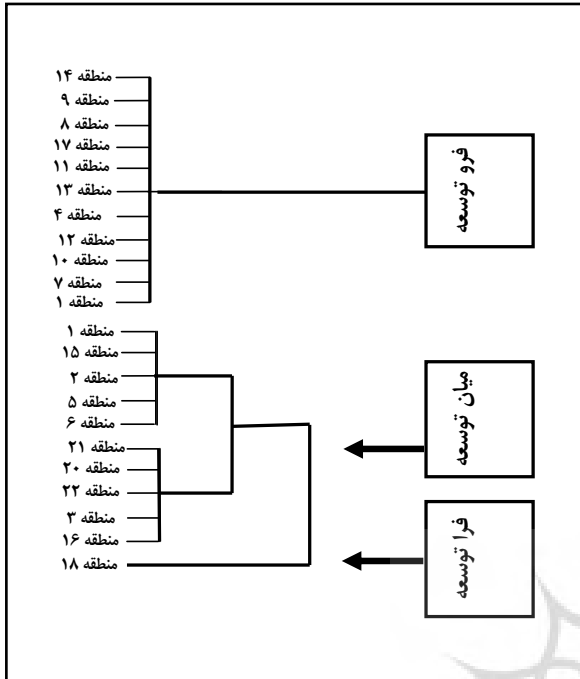 منطقه ۱۴
منطقه ۹
منطقه ۸
منطقه ۱۷
منطقه ۱۱
منطقه ۱۳
منطقه ۴
منطقه ۱۲
منطقه ۱۰
منطقه ۷
منطقه ۱
فرو توسعه
منطقه ۱
منطقه ۱۵
منطقه ۲
منطقه ۵
منطقه ۶
منطقه ۲۱
منطقه ۲۰
منطقه ۲۲
منطقه ۳
منطقه ۱۶
منطقه ۱۸
میان توسعه
فرا توسعه